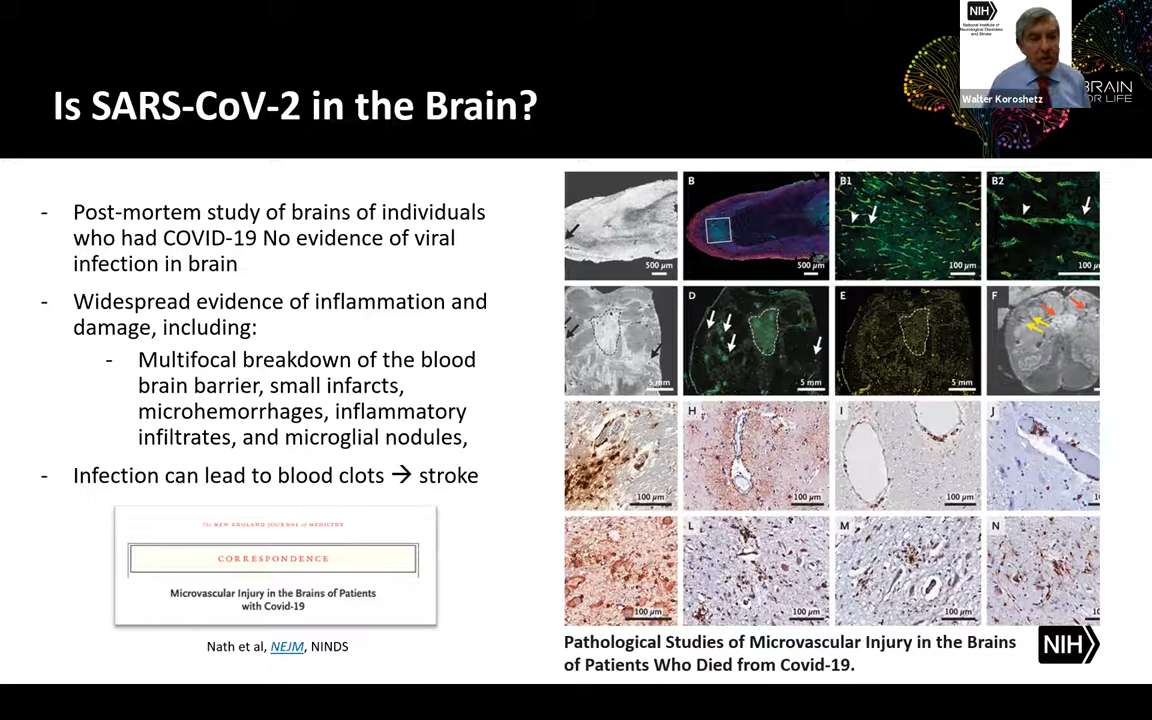 NIH
National Institute of
Neurological Disorders
and Stroke
Walter Koroshetz
BRAIN
FOR LIFE
Is SARS-CoV-2 in the Brain?
- Post-mortem study of brains of individuals
who had COVID-19 No evidence of viral
infection in brain
- Widespread evidence of inflammation and
damage, including:
- Multifocal breakdown of the blood
brain barrier, small infarcts,
microhemorrhages, inflammatory
infiltrates, and microglial nodules,
- Infection can lead to blood clots → stroke
The NEW ENGLAND JOURNAL of MEDICINE
CORRESPONDENCE
Microvascular Injury in the Brains of Patients
with Covid-19
Nath et al, NEJM, NINDS
500 µm
B
500 µm
B1
100 µm
B2
100 µ
5 mm
D
5 mm
E
5 mm
F
100 µm
H
100 µm
I
100 µm
J
10
100 µm
L
100 µm
M
100 µm
N
10
Pathological Studies of Microvascular Injury in the Brains
of Patients Who Died from Covid-19.
NIH